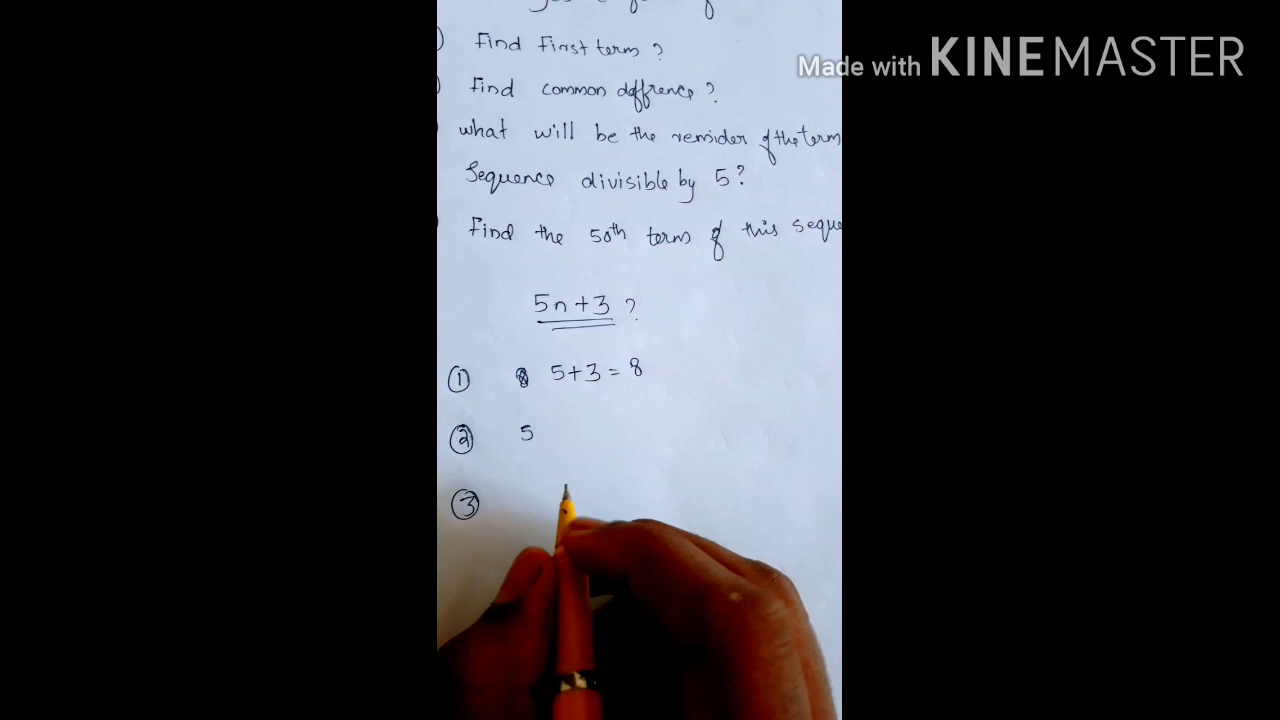 Find First term ?
Find common diffrence ?
what will be the remider of the term
Sequence divisible by 5 ?
Find the 50th term of this seque
5n+3 ?
① 5+3 = 8
② 5
③
Made with KINEMASTER